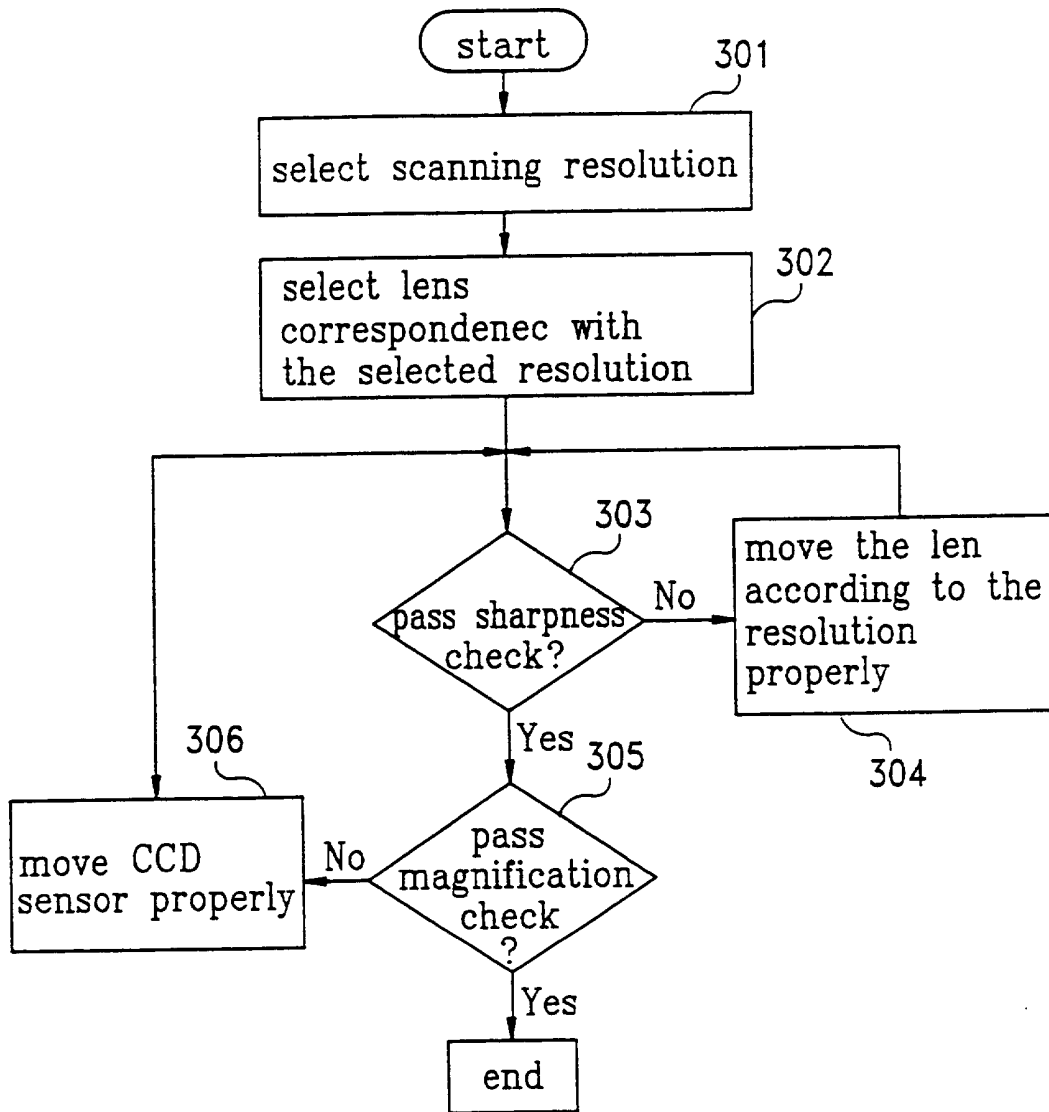 start
301
select scanning resolution
302
select lens
correspondenec with
the selected resolution
303
pass sharpness
check?
No
move the len
according to the
resolution
properly
304
Yes
305
pass
magnification
check
?
No
306
move CCD
sensor properly
Yes
end